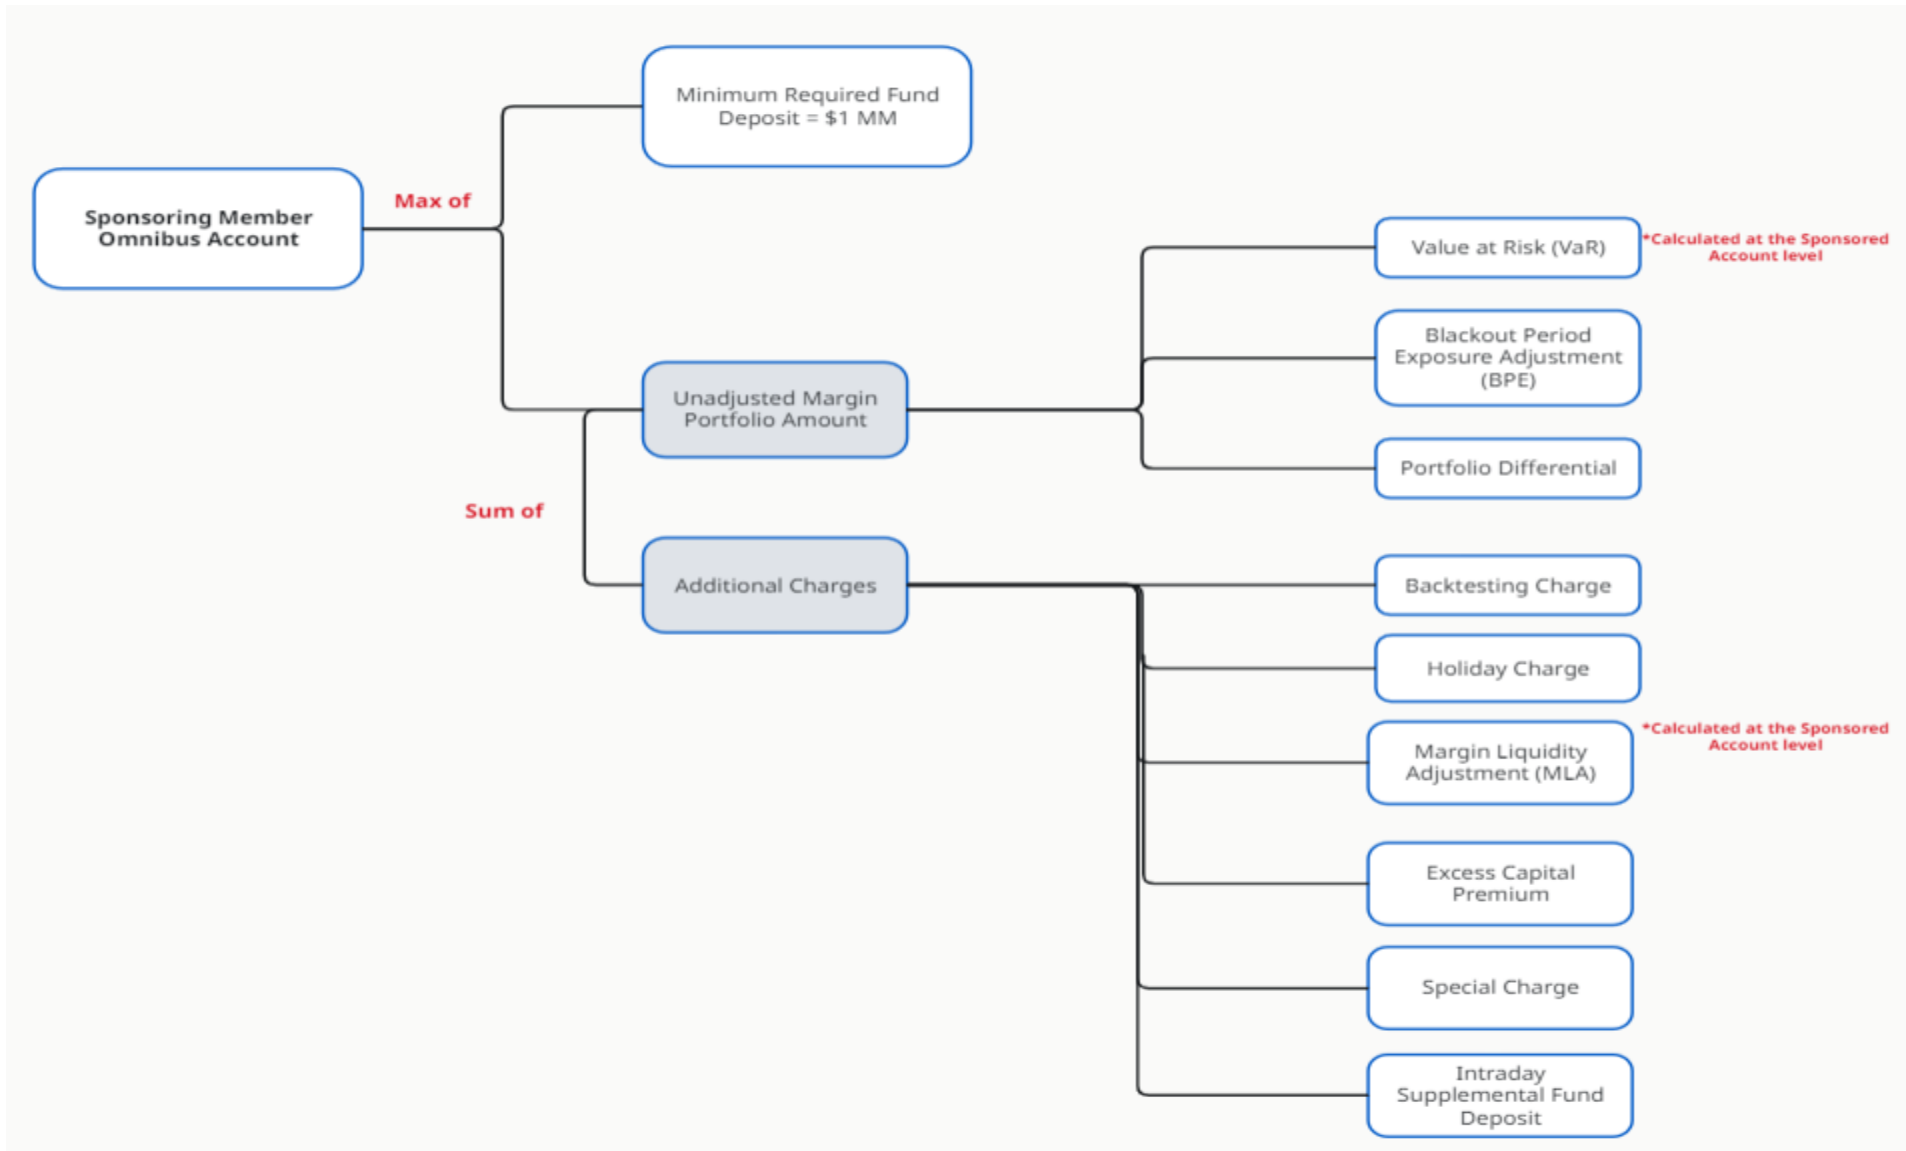 Minimum Required Fund
Deposit = $1 MM
Sponsoring Member
Omnibus Account
Max of
Value at Risk (VaR)
*Calculated at the Sponsored
Account level
Blackout Period
Exposure Adjustment
(BPE)
Unadjusted Margin
Portfolio Amount
Portfolio Differential
Sum of
Additional Charges
Backtesting Charge
Holiday Charge
*Calculated at the Sponsored
Account level
Margin Liquidity
Adjustment (MLA)
Excess Capital
Premium
Special Charge
Intraday
Supplemental Fund
Deposit